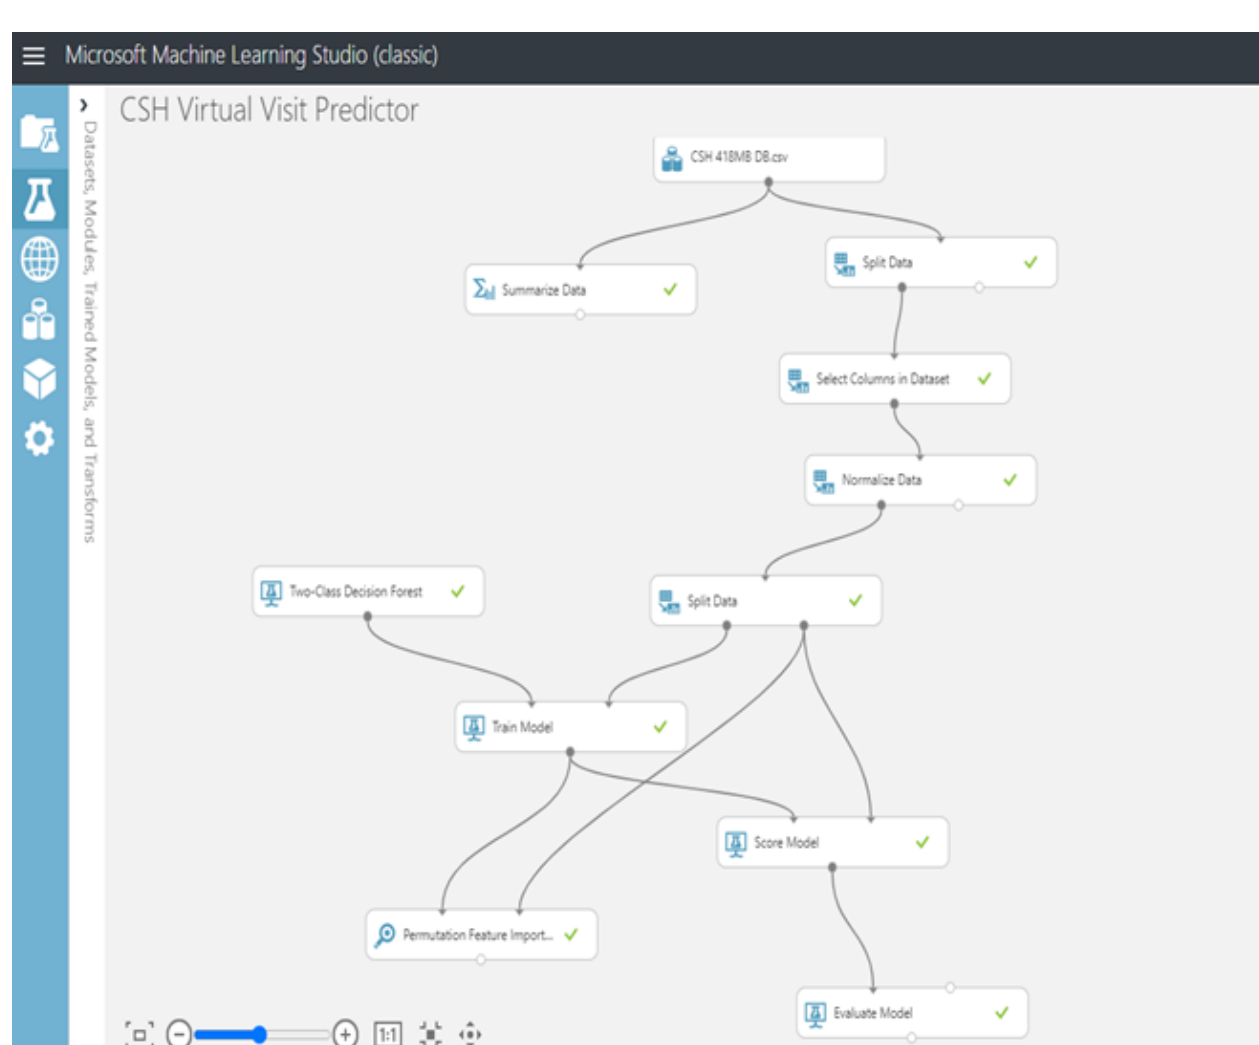 Microsoft Machine Learning Studio (classic)
CSH Virtual Visit Predictor
Datasets, Modules, Trained Models, and Transforms
CSH 418MB DB.csv
Split Data
Summarize Data
Select Columns in Dataset
Normalize Data
Two-Class Decision Forest
Split Data
Train Model
Score Model
Permutation Feature Import...
Evaluate Model
1:1